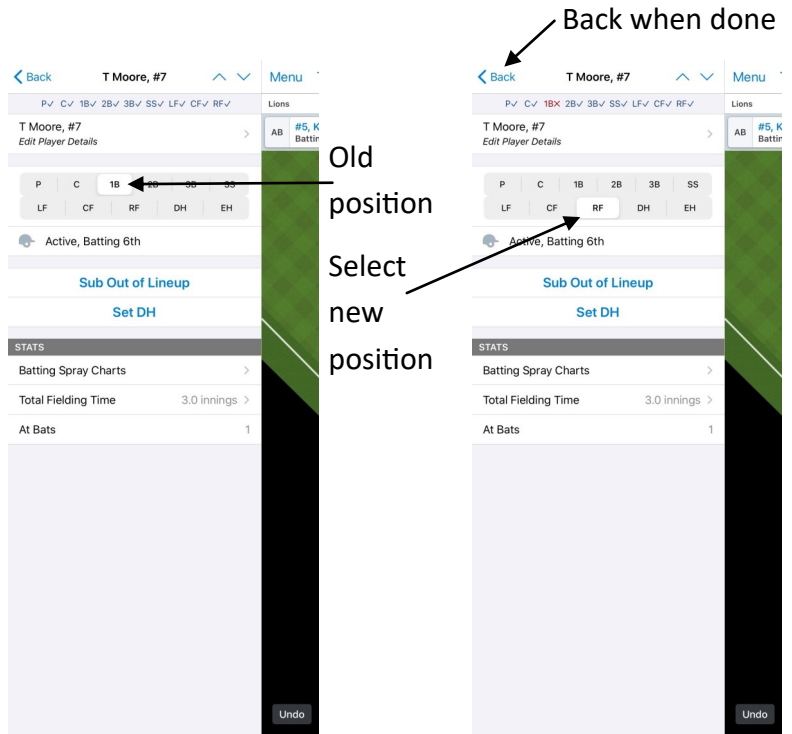 Back when done
Back T Moore, #7 Menu
P✓ C✓ 1B✓ 2B✓ 3B✓ SS✓ LF✓ CF✓ RF✓ Lions
T Moore, #7
Edit Player Details
AB #5, K
Battin
P C 1B 2B 3B SS
LF CF RF DH EH
Active, Batting 6th
Sub Out of Lineup
Set DH
STATS
Batting Spray Charts
Total Fielding Time 3.0 innings
At Bats 1
Undo
Old
position
Select
new
position
Back T Moore, #7 Menu
P✓ C✓ 1B✕ 2B✓ 3B✓ SS✓ LF✓ CF✓ RF✓ Lions
T Moore, #7
Edit Player Details
AB #5, K
Battin
P C 1B 2B 3B SS
LF CF RF DH EH
Active, Batting 6th
Sub Out of Lineup
Set DH
STATS
Batting Spray Charts
Total Fielding Time 3.0 innings
At Bats 1
Undo